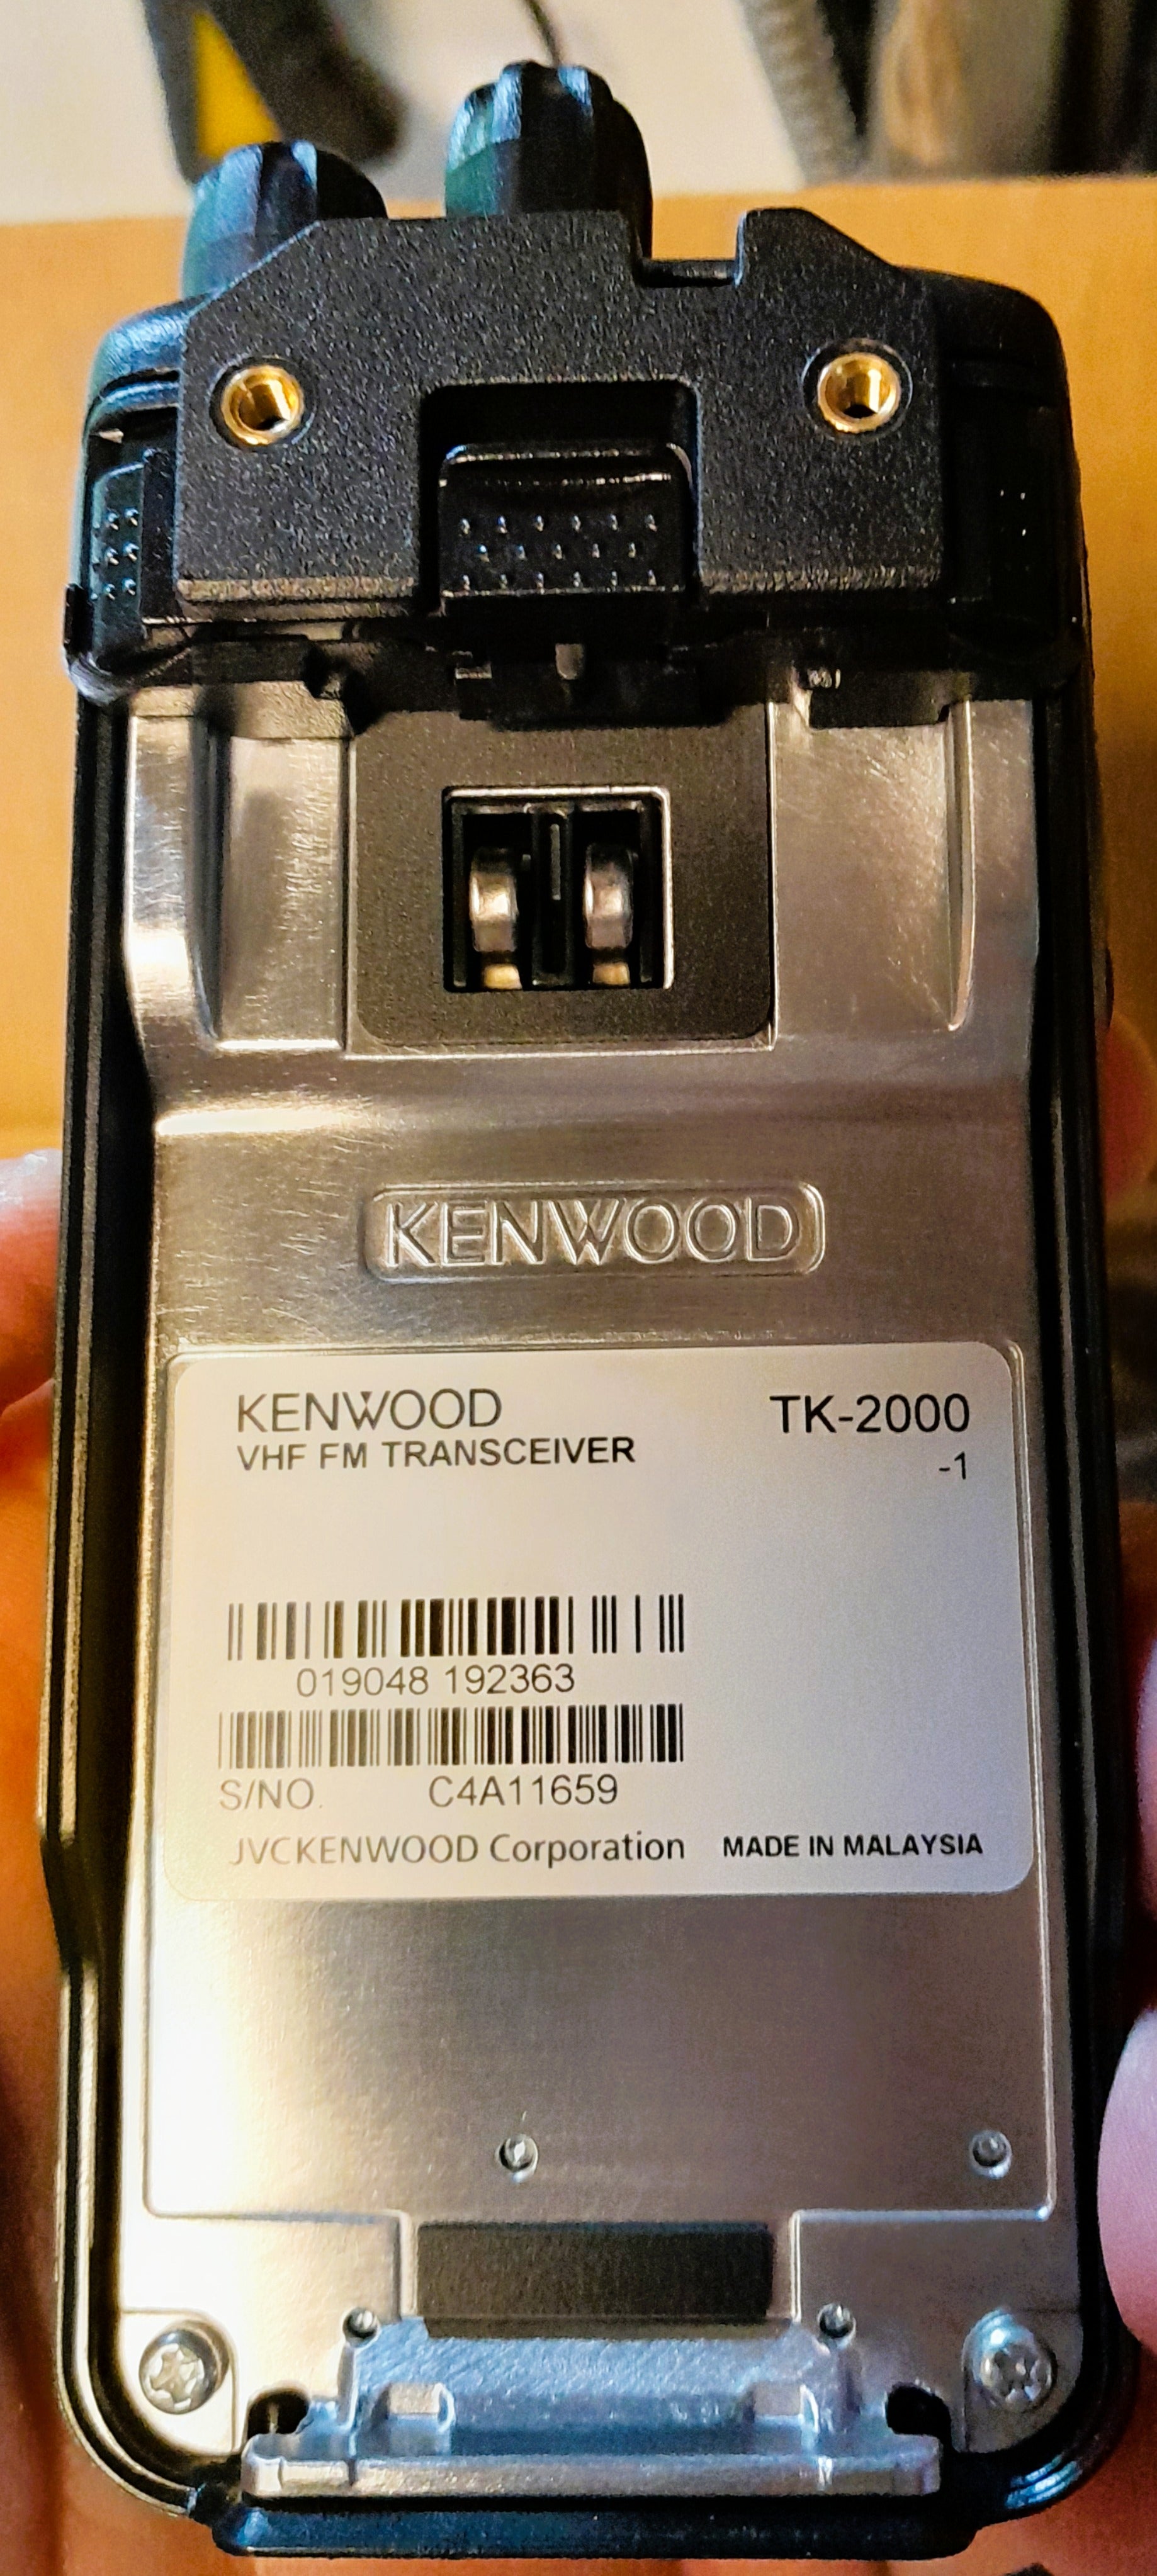 KENWOOD
KENWOOD TK-2000
VHF FM TRANSCEIVER -1
019048 192363
S/NO. C4A11659
JVCKENWOOD Corporation MADE IN MALAYSIA